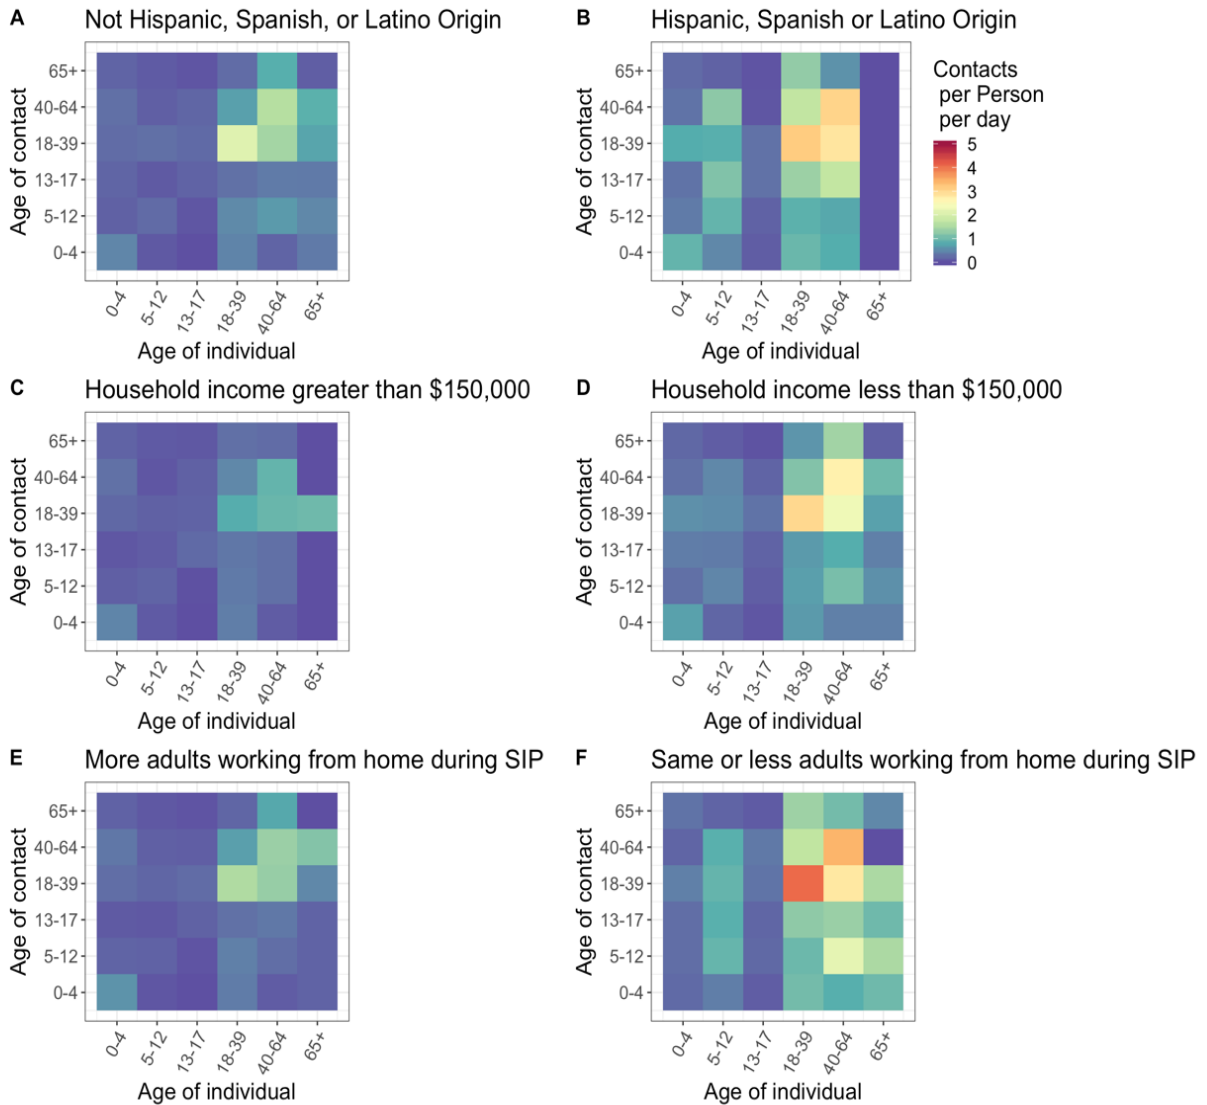 A Not Hispanic, Spanish, or Latino Origin
Age of contact
65+
40-64
18-39
13-17
5-12
0-4
0-4 5-12 13-17 18-39 40-64 65+
Age of individual
B Hispanic, Spanish or Latino Origin
Age of contact
65+
40-64
18-39
13-17
5-12
0-4
0-4 5-12 13-17 18-39 40-64 65+
Age of individual
Contacts
per Person
per day
5
4
3
2
1
0
C Household income greater than $150,000
Age of contact
65+
40-64
18-39
13-17
5-12
0-4
0-4 5-12 13-17 18-39 40-64 65+
Age of individual
D Household income less than $150,000
Age of contact
65+
40-64
18-39
13-17
5-12
0-4
0-4 5-12 13-17 18-39 40-64 65+
Age of individual
E More adults working from home during SIP
Age of contact
65+
40-64
18-39
13-17
5-12
0-4
0-4 5-12 13-17 18-39 40-64 65+
Age of individual
F Same or less adults working from home during SIP
Age of contact
65+
40-64
18-39
13-17
5-12
0-4
0-4 5-12 13-17 18-39 40-64 65+
Age of individual